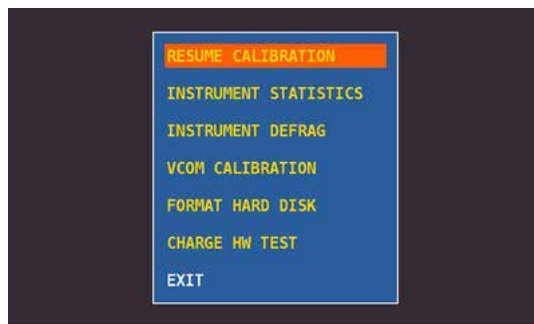 RESUME CALIBRATION
INSTRUMENT STATISTICS
INSTRUMENT DEFRAG
VCOM CALIBRATION
FORMAT HARD DISK
CHARGE HW TEST
EXIT